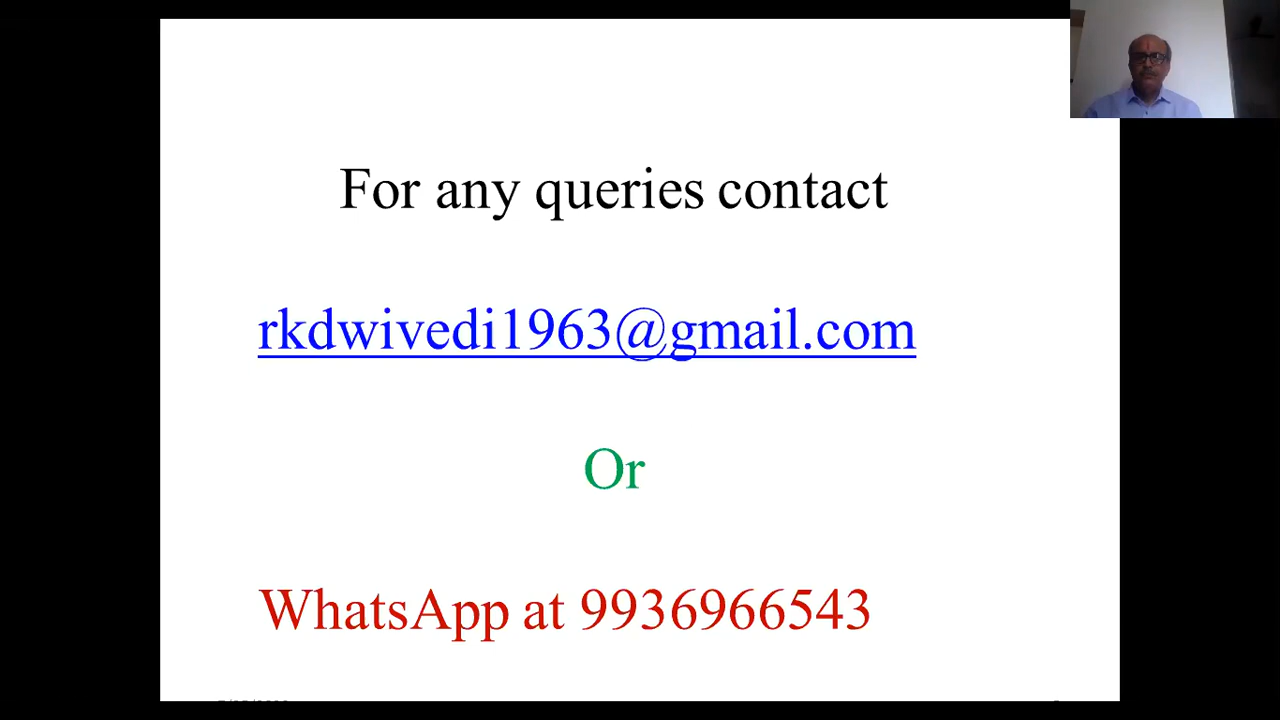 For any queries contact
rkdwivedi1963@gmail.com
Or
WhatsApp at 9936966543